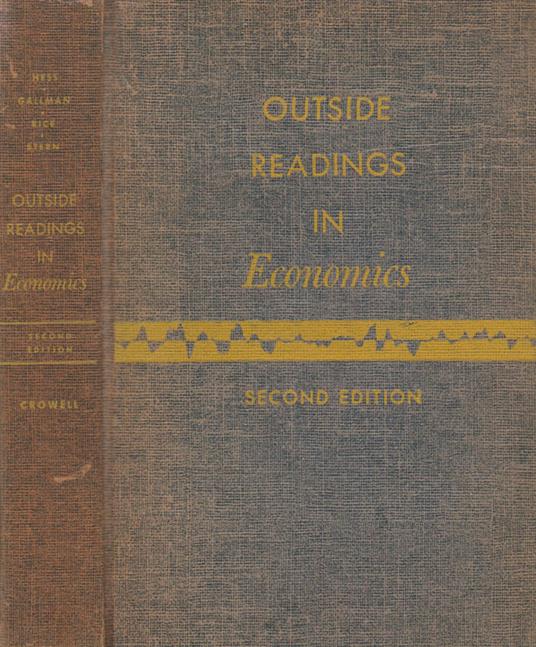 HESS
GALLMAN
RICE
STERN
OUTSIDE
READINGS
IN
Economics
SECOND
EDITION
CROWELL
OUTSIDE
READINGS
IN
Economics
SECOND EDITION